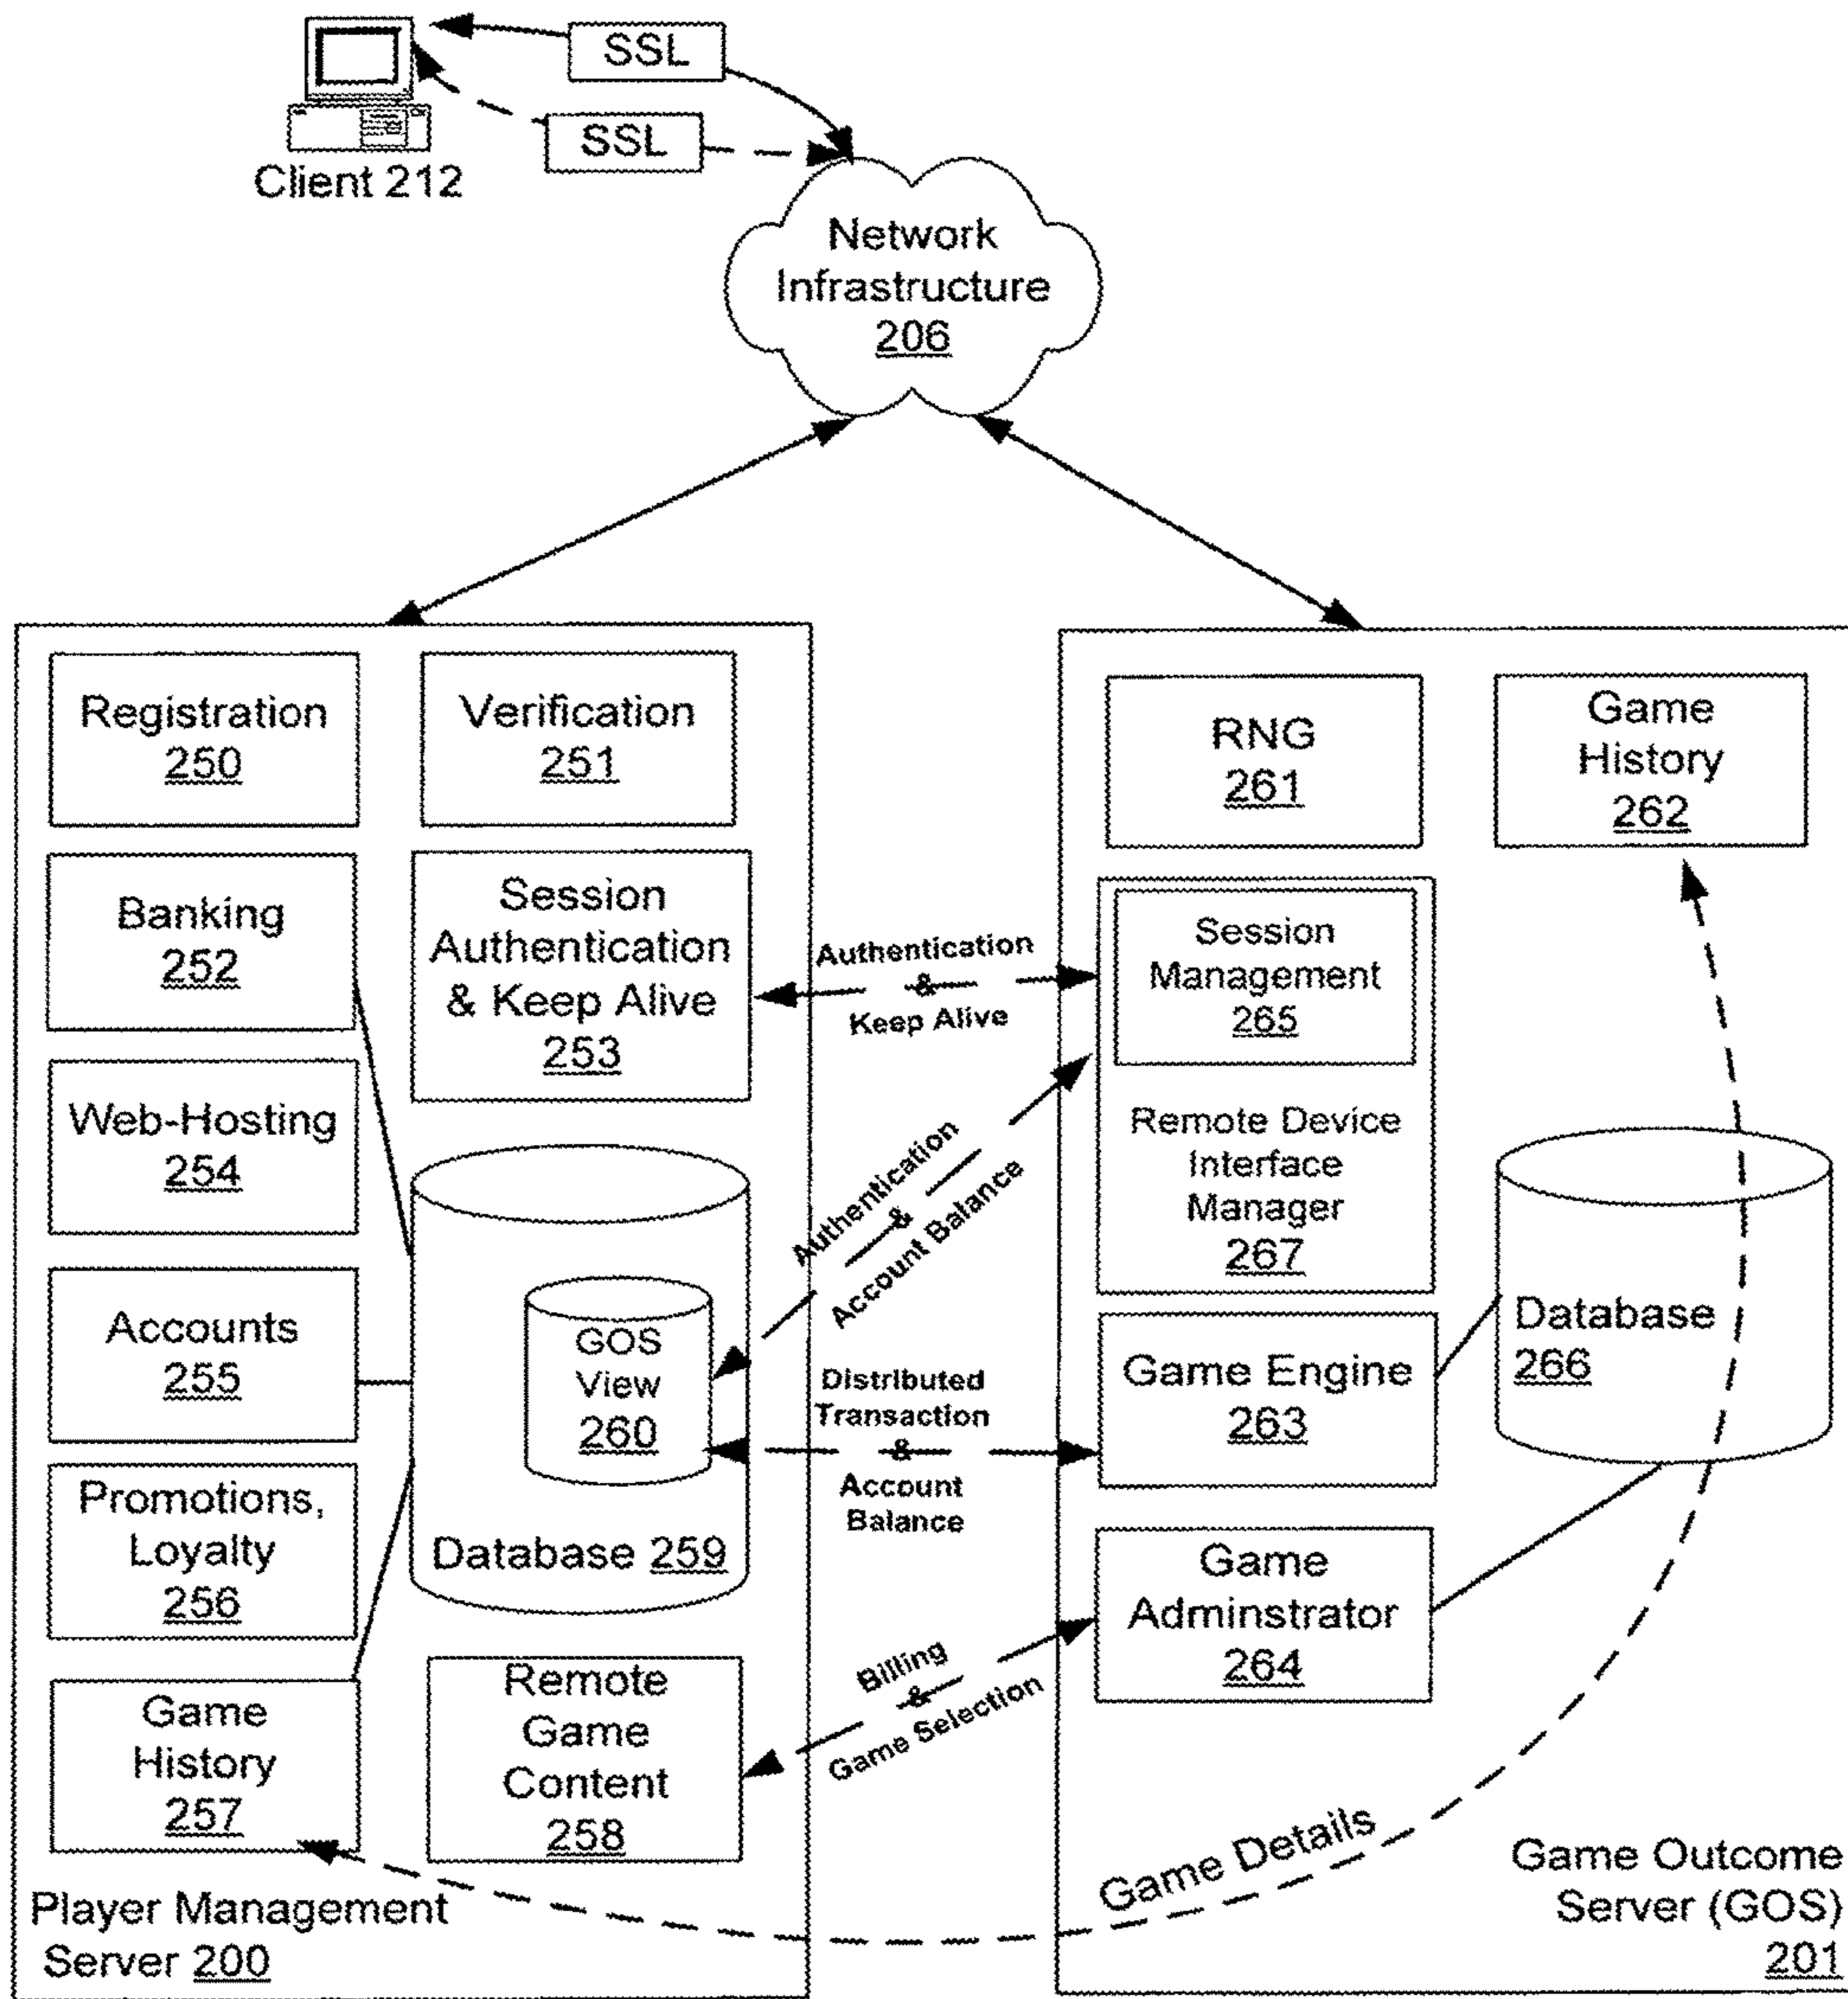 SSL
SSL
Client 212
Network
Infrastructure
206
Registration
250
Verification
251
Banking
252
Session
Authentication
& Keep Alive
253
Web-Hosting
254
Accounts
255
GOS
View
260
Database 259
Promotions,
Loyalty
256
Game
History
257
Remote
Game
Content
258
Player Management
Server 200
Authentication
&
Keep Alive
Authentication
&
Account Balance
Distributed
Transaction
&
Account
Balance
Billing
&
Game Selection
Game Details
RNG
261
Game
History
262
Session
Management
265
Remote Device
Interface
Manager
267
Database
266
Game Engine
263
Game
Adminstrator
264
Game Outcome
Server (GOS)
201